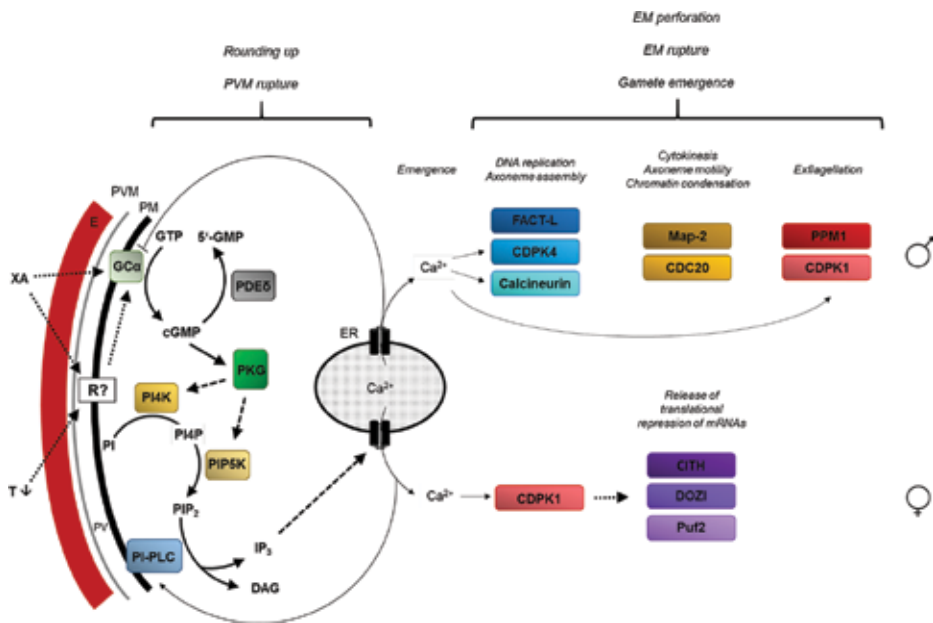 EM perforation
Rounding up
EM rupture
PVM rupture
Gamete emergence
Emergence
DNA replication
Axoneme assembly
Cytokinesis
Axoneme motility
Chromatin condensation
Exflagellation
PVM
PM
E
GTP
5'-GMP
FACT-L
Map-2
PPM1
XA
GCα
PDEδ
Ca2+
CDPK4
CDC20
CDPK1
Calcineurin
cGMP
ER
PKG
Ca2+
R?
PI4K
PI
PI4P
PIP5K
Release of
translational
repression of mRNAs
CITH
T ↓
PIP2
Ca2+
CDPK1
DOZI
PV
Puf2
PI-PLC
IP3
DAG